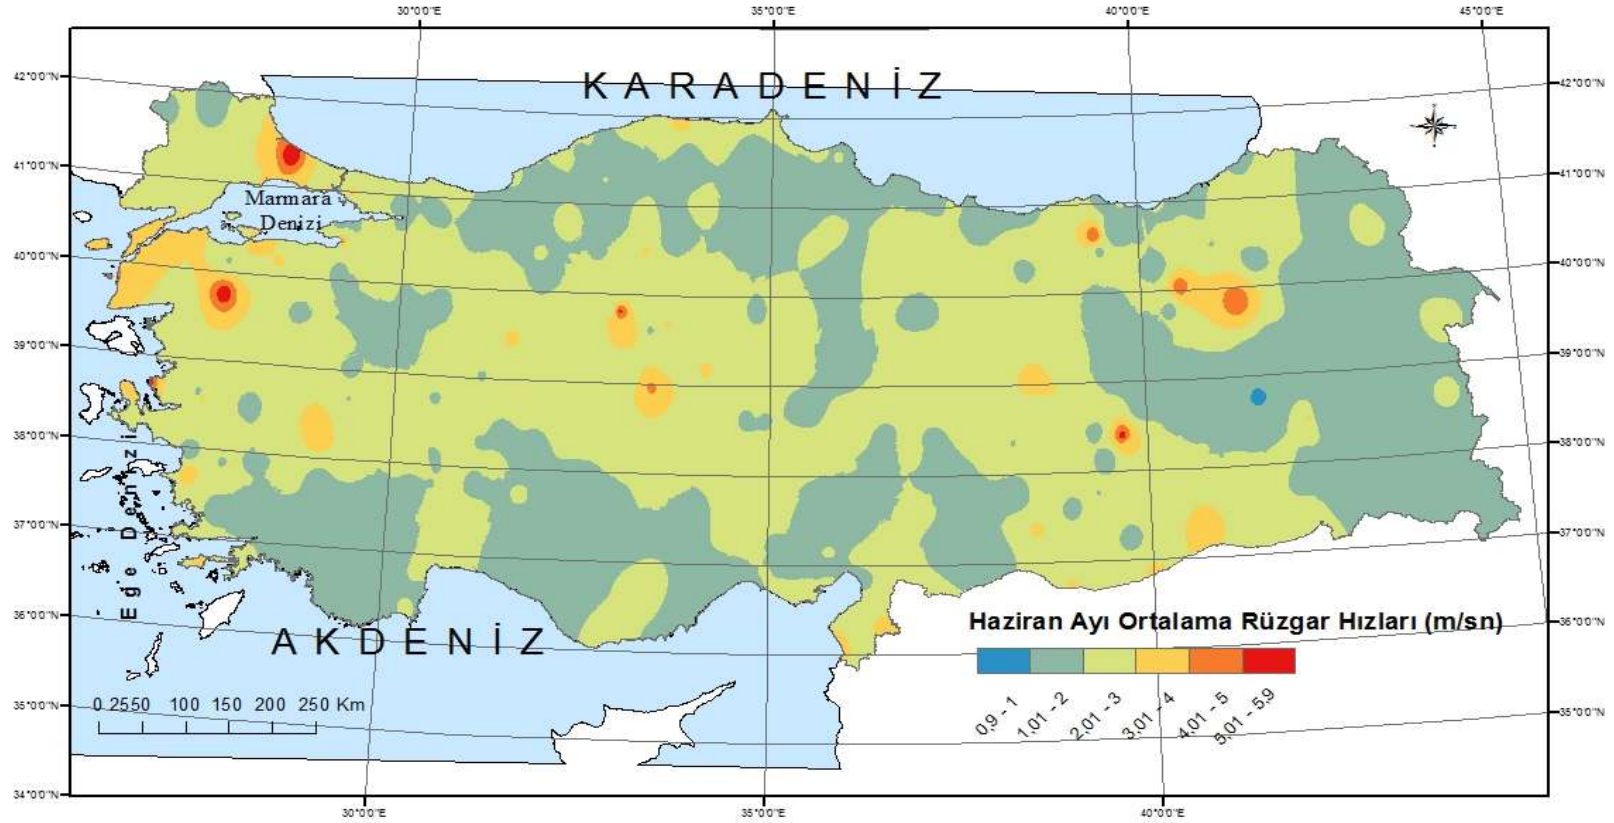 30°0'0"E 35°0'0"E 40°0'0"E 45°0'0"E
42°0'0"N 42°0'0"N
KARADENİZ
41°0'0"N 41°0'0"N
Marmara
Denizi
40°0'0"N 40°0'0"N
39°0'0"N 39°0'0"N
38°0'0"N 38°0'0"N
Ege Denizi
37°0'0"N 37°0'0"N
36°0'0"N 36°0'0"N
AKDENİZ
Haziran Ayı Ortalama Rüzgar Hızları (m/sn)
0,9 - 1
1,01 - 2
2,01 - 3
3,01 - 4
4,01 - 5
5,01 - 5,9
0 2550 100 150 200 250 Km
35°0'0"N 35°0'0"N
34°0'0"N
30°0'0"E 35°0'0"E 40°0'0"E